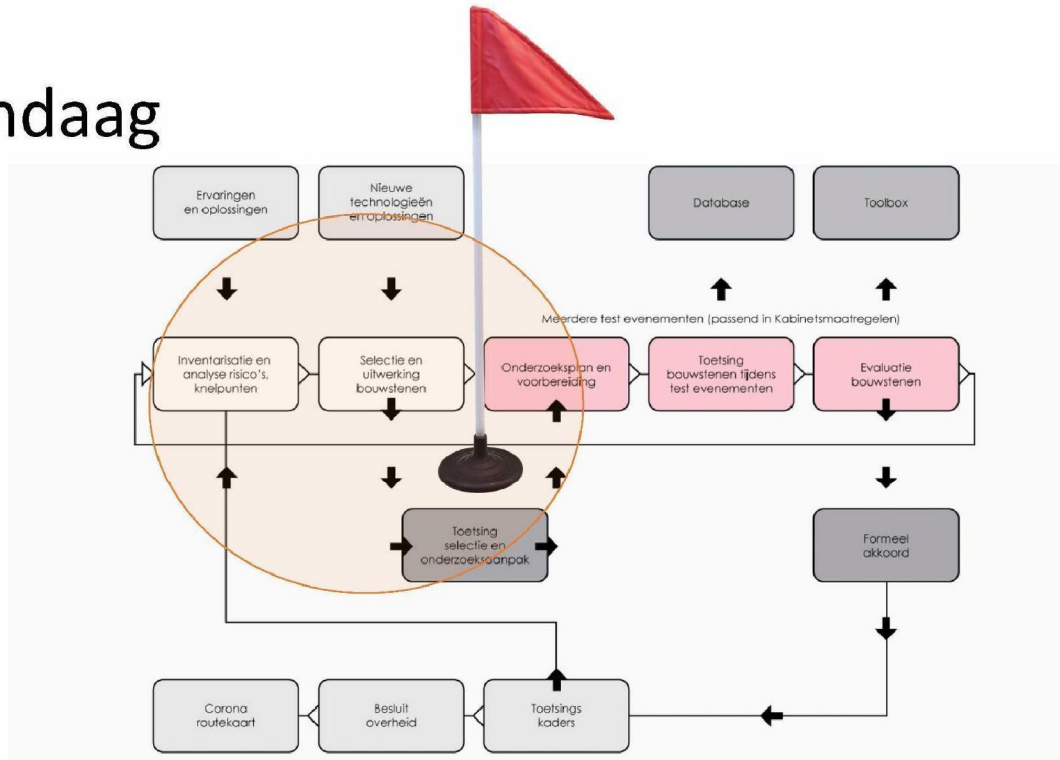 ndaag
Ervaringen
en oplossingen
Nieuwe
technologieën
en oplossingen
Database
Toolbox
Meerdere test evenementen (passend in Kabinetsmaatregelen)
Inventarisatie en
analyse risico's,
knelpunten
Selectie en
uitwerking
bouwstenen
Onderzoeksplan en
voorbereiding
Toetsing
bouwstenen tijdens
test evenementen
Evaluatie
bouwstenen
Toetsing
selectie en
onderzoeksaanpak
Formeel
akkoord
Corona
routekaart
Besluit
overheid
Toetsings
kaders